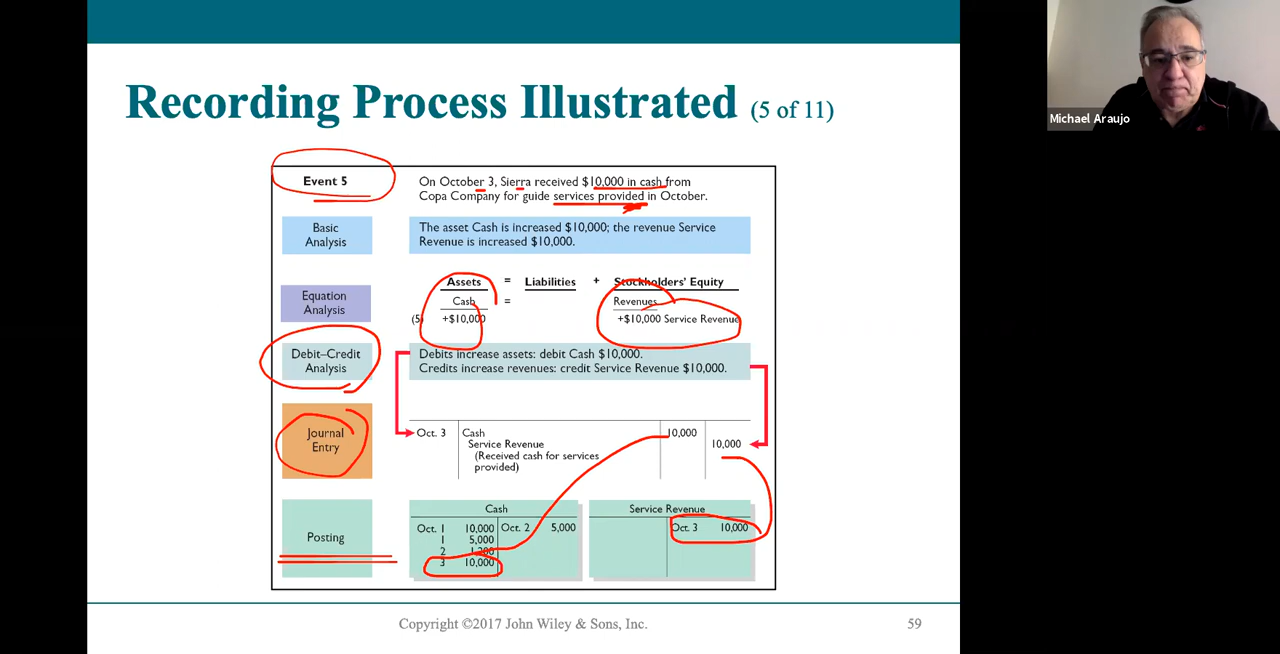 Recording Process Illustrated (5 of 11)
Michael Araujo
Event 5
On October 3, Sierra received $10,000 in cash from
Copa Company for guide services provided in October.
Basic
Analysis
The asset Cash is increased $10,000; the revenue Service
Revenue is increased $10,000.
Equation
Analysis
Assets = Liabilities + Stockholders' Equity
Cash = Revenues
(5) +$10,000 +$10,000 Service Revenue
Debit–Credit
Analysis
Debits increase assets: debit Cash $10,000.
Credits increase revenues: credit Service Revenue $10,000.
Journal
Entry
Oct. 3 Cash 10,000
Service Revenue 10,000
(Received cash for services
provided)
Posting
Cash
Oct. 1 10,000 Oct. 2 5,000
1 5,000
2 1,200
3 10,000
Service Revenue
Oct. 3 10,000
Copyright ©2017 John Wiley & Sons, Inc. 59